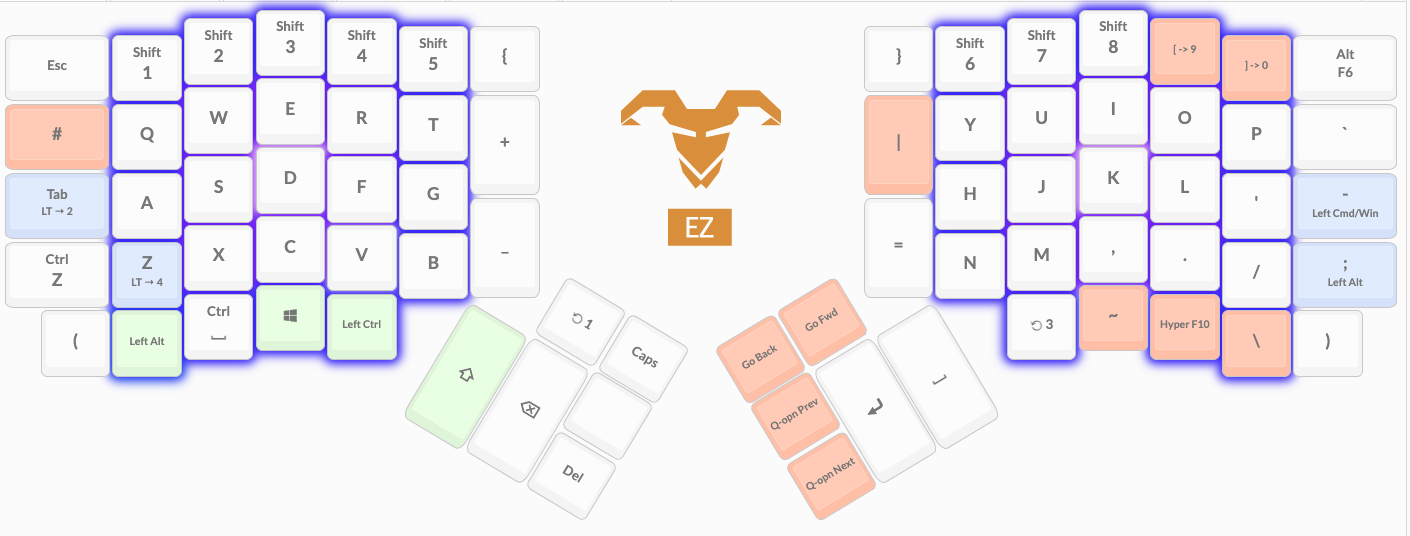 Esc
Shift
1
Shift
2
Shift
3
Shift
4
Shift
5
{
#
Q
W
E
R
T
+
Tab
LT → 2
A
S
D
F
G
Ctrl
Z
Z
LT → 4
X
C
V
B
–
(
Left Alt
Ctrl
Left Ctrl
1
Caps
Del
EZ
}
Shift
6
Shift
7
Shift
8
[ -> 9
] -> 0
Alt
F6
|
Y
U
I
O
P
`
H
J
K
L
'
-
Left Cmd/Win
=
N
M
,
.
/
;
Left Alt
3
~
Hyper F10
\
)
Go Fwd
Go Back
Q-opn Prev
Q-opn Next